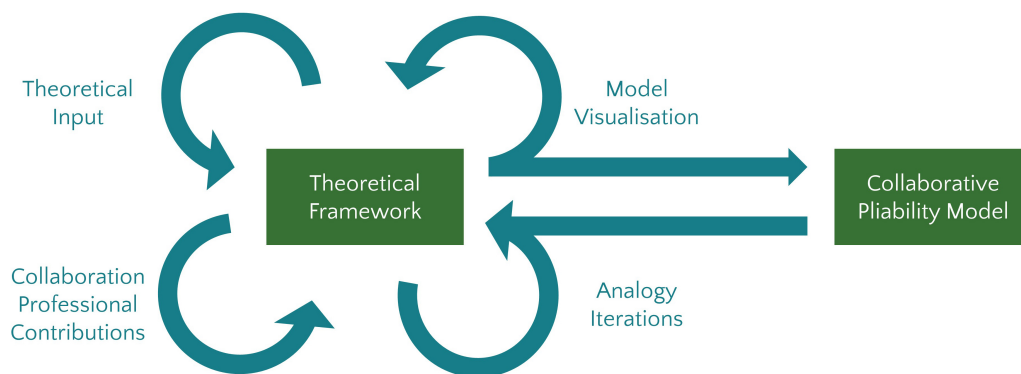 Theoretical
Input
Model
Visualisation
Theoretical
Framework
Collaborative
Pliability Model
Collaboration
Professional
Contributions
Analogy
Iterations